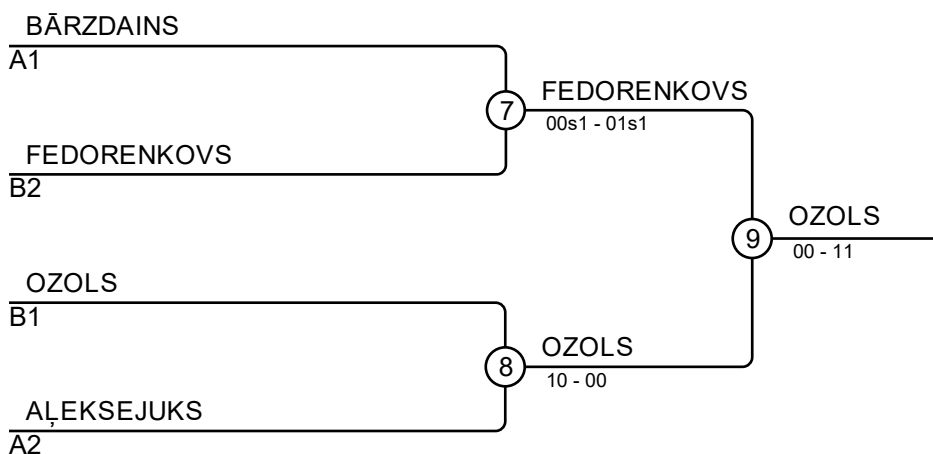 BĀRZDAINS
A1
7
FEDORENKOVS
00s1 - 01s1
FEDORENKOVS
B2
9
OZOLS
00 - 11
OZOLS
B1
8
OZOLS
10 - 00
AĻEKSEJUKS
A2